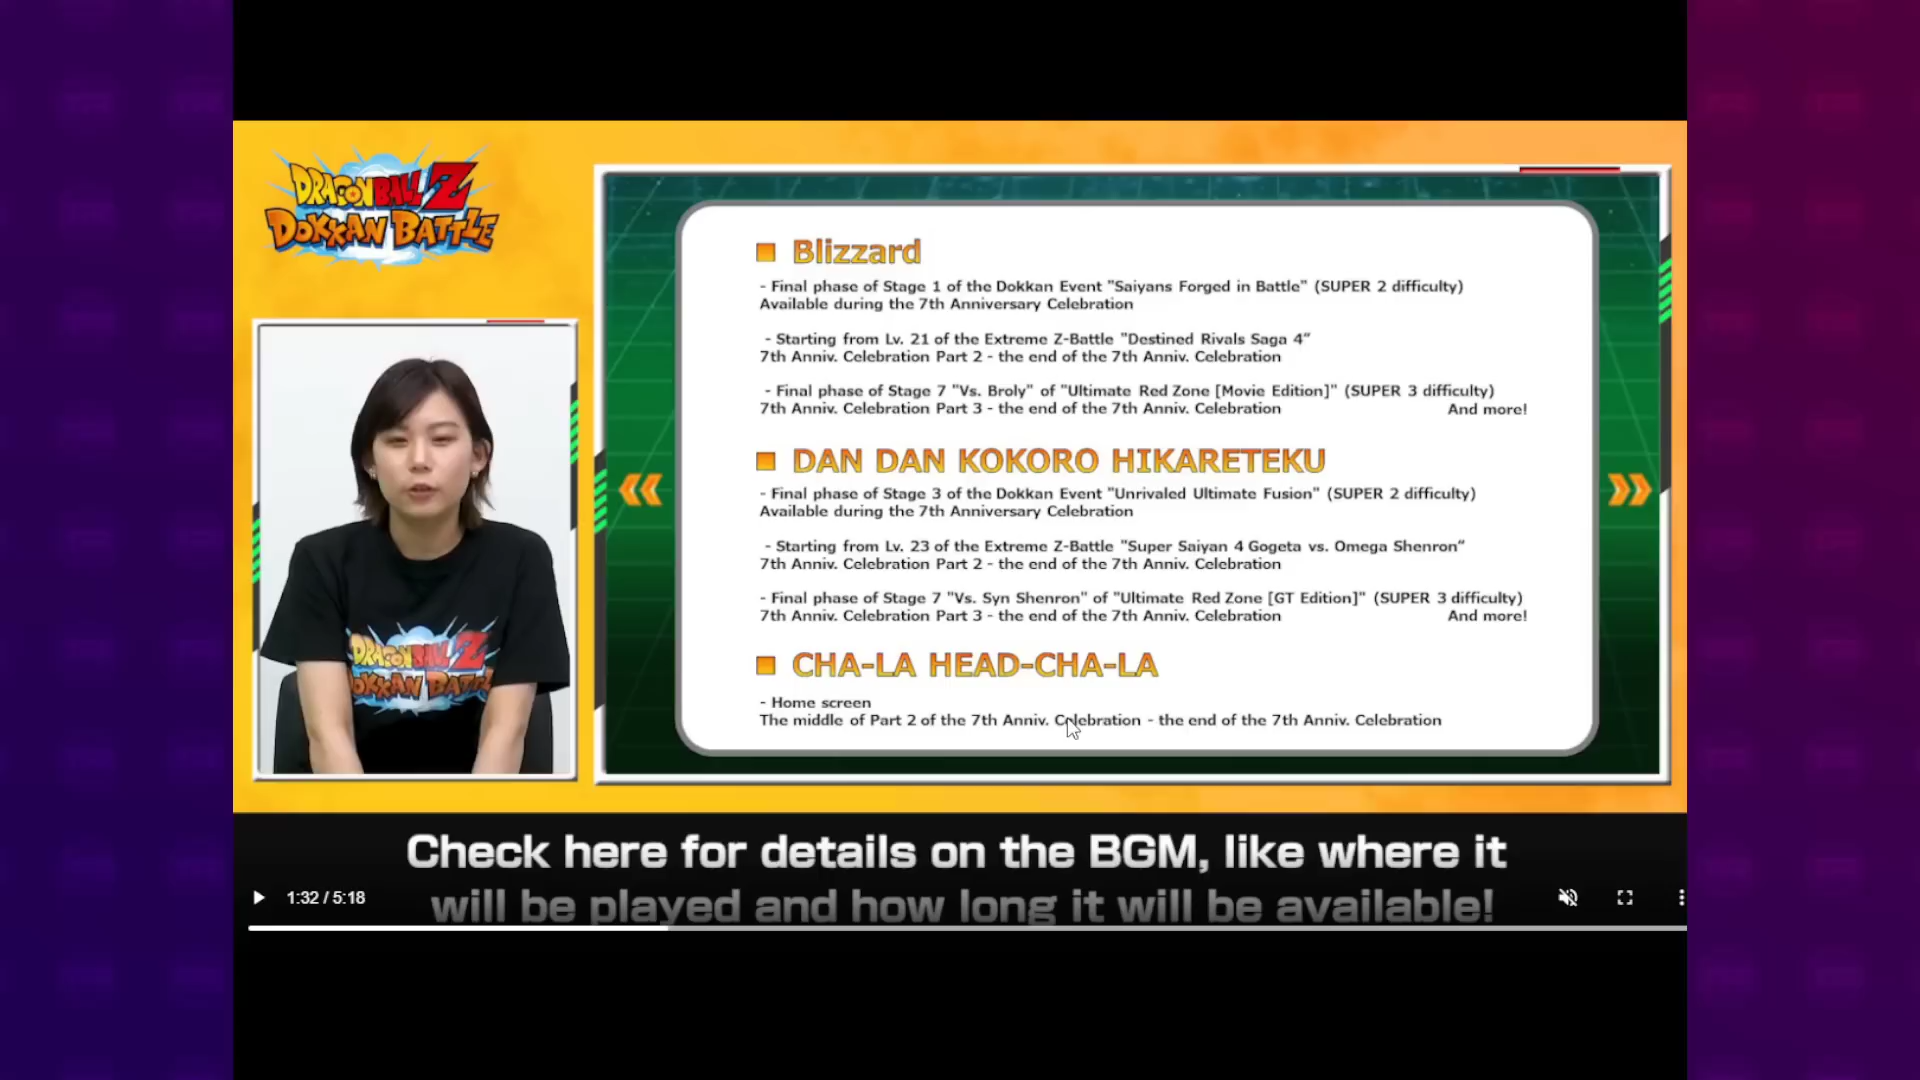 DRAGONBALL Z
DOKKAN BATTLE
■ Blizzard
- Final phase of Stage 1 of the Dokkan Event "Saiyans Forged in Battle" (SUPER 2 difficulty)
Available during the 7th Anniversary Celebration
- Starting from Lv. 21 of the Extreme Z-Battle "Destined Rivals Saga 4"
7th Anniv. Celebration Part 2 - the end of the 7th Anniv. Celebration
- Final phase of Stage 7 "Vs. Broly" of "Ultimate Red Zone [Movie Edition]" (SUPER 3 difficulty)
7th Anniv. Celebration Part 3 - the end of the 7th Anniv. Celebration And more!
■ DAN DAN KOKORO HIKARETEKU
- Final phase of Stage 3 of the Dokkan Event "Unrivaled Ultimate Fusion" (SUPER 2 difficulty)
Available during the 7th Anniversary Celebration
- Starting from Lv. 23 of the Extreme Z-Battle "Super Saiyan 4 Gogeta vs. Omega Shenron"
7th Anniv. Celebration Part 2 - the end of the 7th Anniv. Celebration
- Final phase of Stage 7 "Vs. Syn Shenron" of "Ultimate Red Zone [GT Edition]" (SUPER 3 difficulty)
7th Anniv. Celebration Part 3 - the end of the 7th Anniv. Celebration And more!
■ CHA-LA HEAD-CHA-LA
- Home screen
The middle of Part 2 of the 7th Anniv. Celebration - the end of the 7th Anniv. Celebration
DRAGONBALL Z
DOKKAN BATTLE
Check here for details on the BGM, like where it
will be played and how long it will be available!
1:32 / 5:18